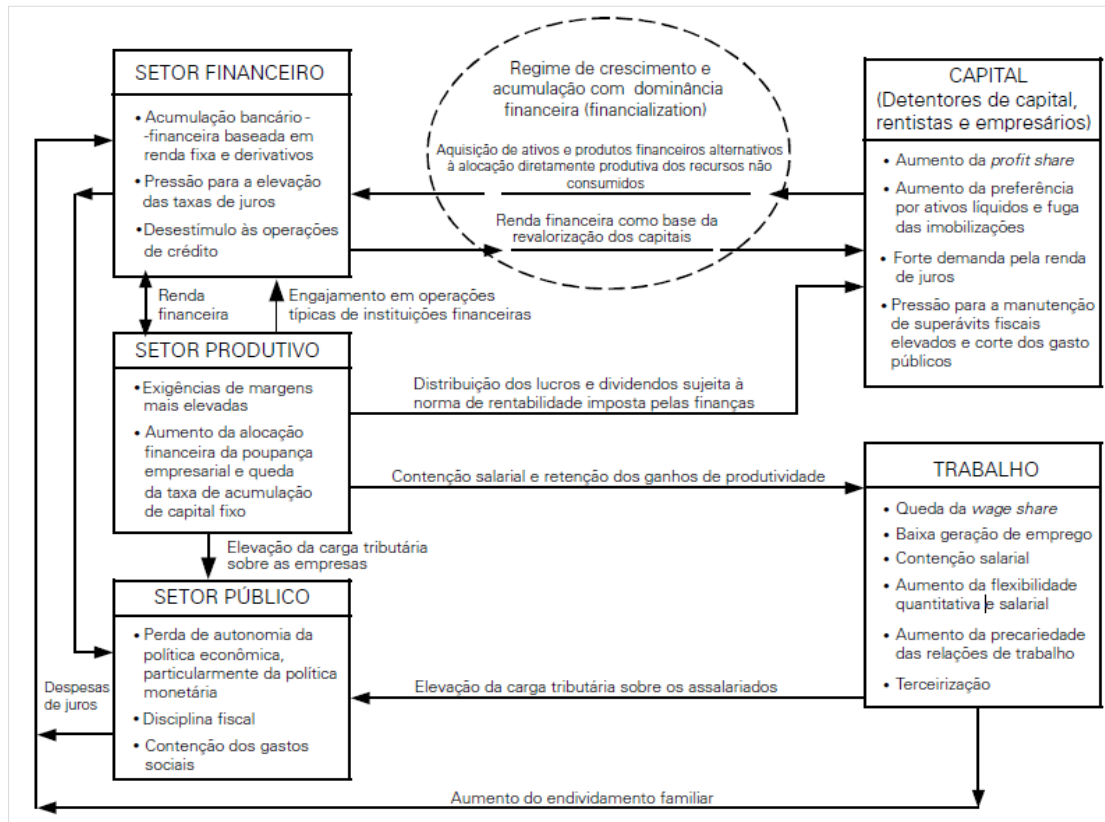 SETOR FINANCEIRO
• Acumulação bancário -
-financeira baseada em
renda fixa e derivativos
• Pressão para a elevação
das taxas de juros
• Desestímulo às operações
de crédito
Regime de crescimento e
acumulação com dominância
financeira (financialization)
Aquisição de ativos e produtos financeiros alternativos
à alocação diretamente produtiva dos recursos não
consumidos
Renda financeira como base da
revalorização dos capitais
CAPITAL
(Detentores de capital,
rentistas e empresários)
• Aumento da profit share
• Aumento da preferência
por ativos líquidos e fuga
das imobilizações
• Forte demanda pela renda
de juros
• Pressão para a manutenção
de superávits fiscais
elevados e corte dos gasto
públicos
Renda
financeira
Engajamento em operações
típicas de instituições financeiras
SETOR PRODUTIVO
• Exigências de margens
mais elevadas
• Aumento da alocação
financeira da poupança
empresarial e queda
da taxa de acumulação
de capital fixo
Distribuição dos lucros e dividendos sujeita à
norma de rentabilidade imposta pelas finanças
Contenção salarial e retenção dos ganhos de produtividade
TRABALHO
• Queda da wage share
• Baixa geração de emprego
• Contenção salarial
• Aumento da flexibilidade
quantitativa e salarial
• Aumento da precariedade
das relações de trabalho
• Terceirização
Elevação da carga tributária
sobre as empresas
SETOR PÚBLICO
• Perda de autonomia da
política econômica,
particularmente da política
monetária
• Disciplina fiscal
• Contenção dos gastos
sociais
Despesas
de juros
Elevação da carga tributária sobre os assalariados
Aumento do endividamento familiar